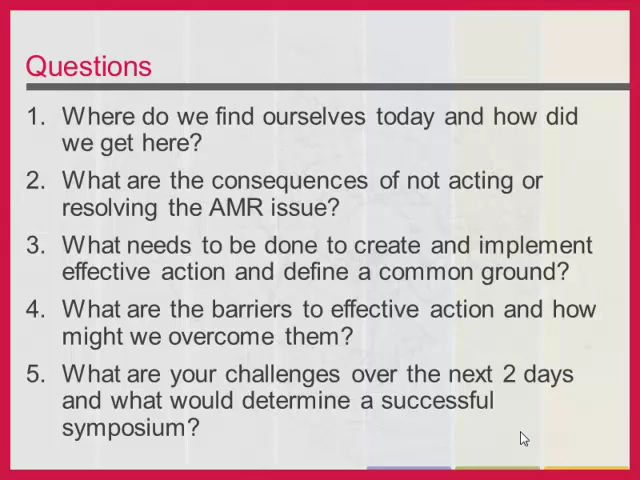 Questions
1. Where do we find ourselves today and how did
we get here?
2. What are the consequences of not acting or
resolving the AMR issue?
3. What needs to be done to create and implement
effective action and define a common ground?
4. What are the barriers to effective action and how
might we overcome them?
5. What are your challenges over the next 2 days
and what would determine a successful
symposium?